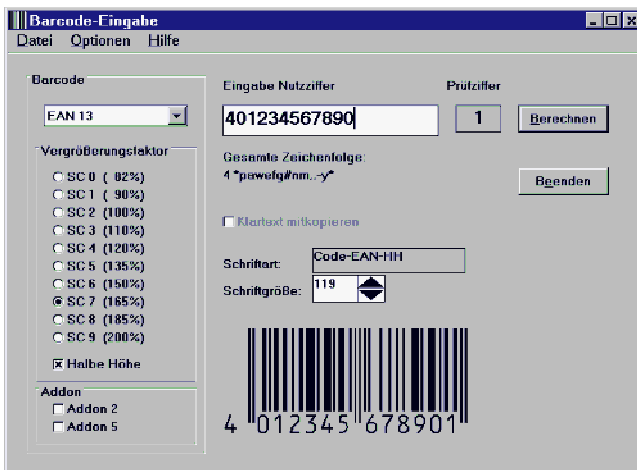 Barcode-Eingabe
Datei Optionen Hilfe
Barcode
EAN 13
Vergrößerungsfaktor
SC 0 ( 82%)
SC 1 ( 90%)
SC 2 (100%)
SC 3 (110%)
SC 4 (120%)
SC 5 (135%)
SC 6 (150%)
SC 7 (165%)
SC 8 (185%)
SC 9 (200%)
Halbe Höhe
Addon
Addon 2
Addon 5
Eingabe Nutzziffer
Prüfziffer
401234567890
1
Berechnen
Gesamte Zeichenfolge:
Beenden
Klartext mitkopieren
Schriftart: Code-EAN-HH
Schriftgröße: 119
4 012345 678901